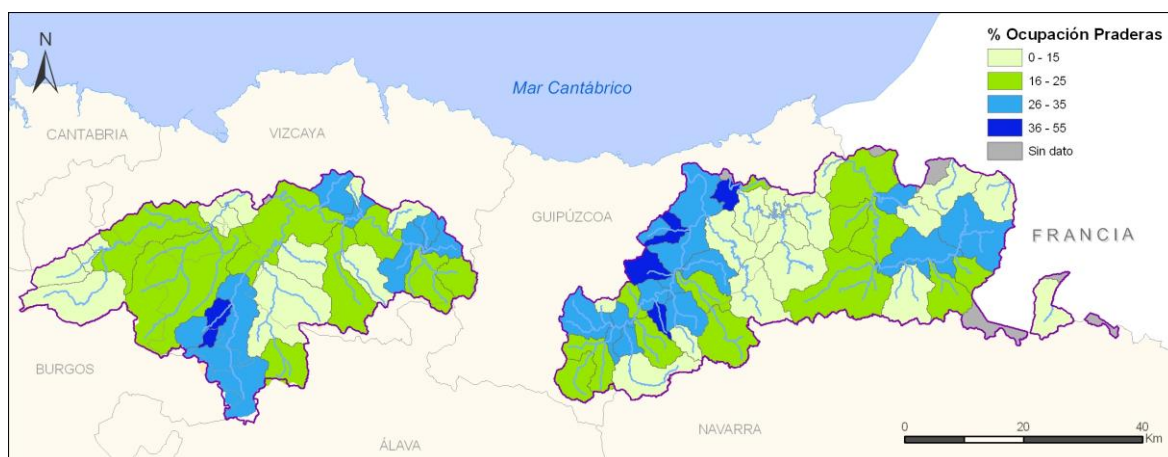 % Ocupación Praderas
0 - 15
16 - 25
26 - 35
36 - 55
Sin dato
N
Mar Cantábrico
CANTABRIA
VIZCAYA
GUIPÚZCOA
FRANCIA
BURGOS
ÁLAVA
NAVARRA
0 20 40
Km